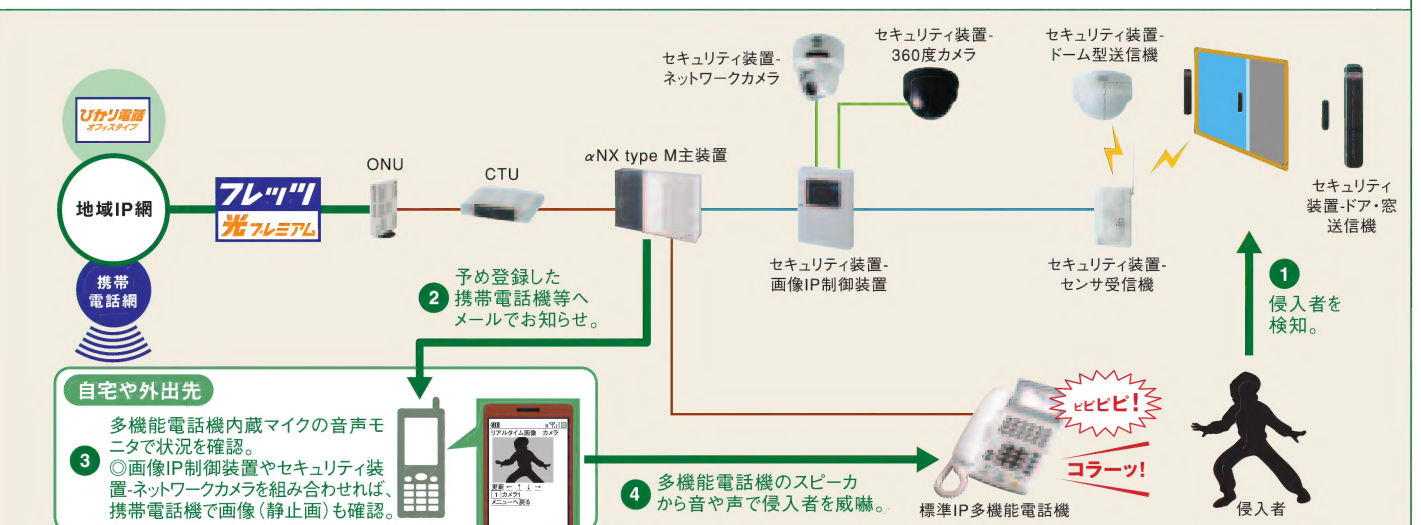 ひかり電話
オフィスタイプ
地域IP網
携帯
電話網
フレッツ
光プレミアム
ONU
CTU
αNX type M主装置
セキュリティ装置-
ネットワークカメラ
セキュリティ装置-
360度カメラ
セキュリティ装置-
ドーム型送信機
セキュリティ
装置-ドア・窓
送信機
セキュリティ装置-
画像IP制御装置
セキュリティ装置-
センサ受信機
1
侵入者を
検知。
侵入者
2
予め登録した
携帯電話機等へ
メールでお知らせ。
自宅や外出先
3
多機能電話機内蔵マイクの音声モ
ニタで状況を確認。
◎画像IP制御装置やセキュリティ装
置-ネットワークカメラを組み合わせれば、
携帯電話機で画像（静止画）も確認。
リアルタイム画像 カメラ
更新 ← ↑ ↓ →
1 カメラ1
メニューへ戻る
4
多機能電話機のスピーカ
から音や声で侵入者を威嚇。
標準IP多機能電話機
ピピピピ!
コラーッ!